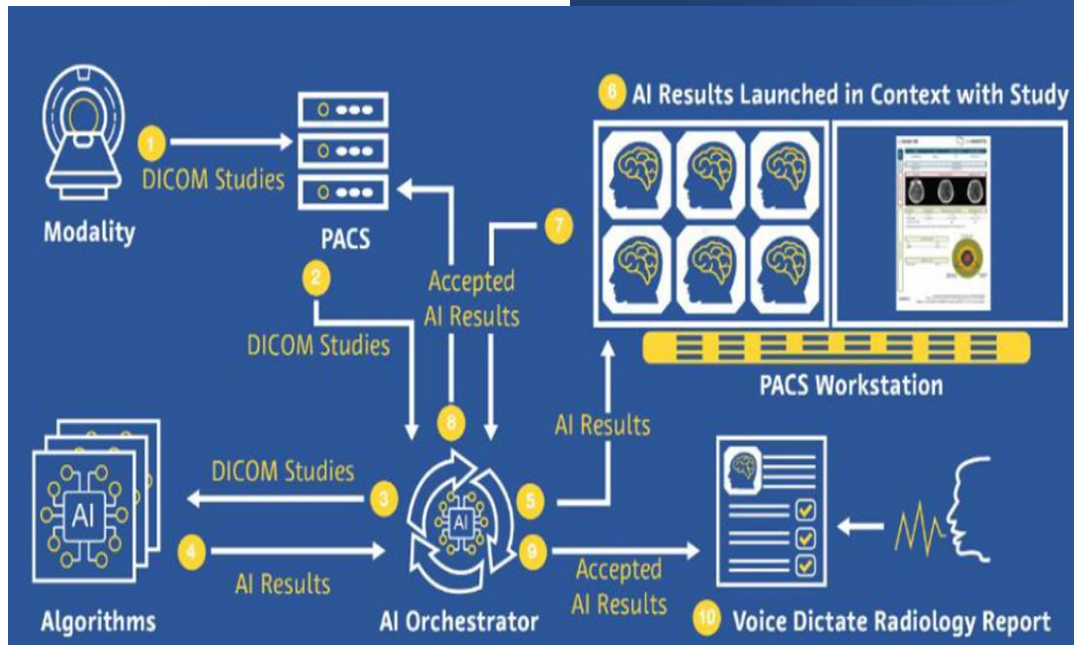 6 AI Results Launched in Context with Study
1
DICOM Studies
Modality
PACS
7
2
Accepted
AI Results
DICOM Studies
PACS Workstation
8
AI Results
DICOM Studies
3
5
AI
AI
4
9
AI Results
Accepted
AI Results
Algorithms
AI Orchestrator
10 Voice Dictate Radiology Report